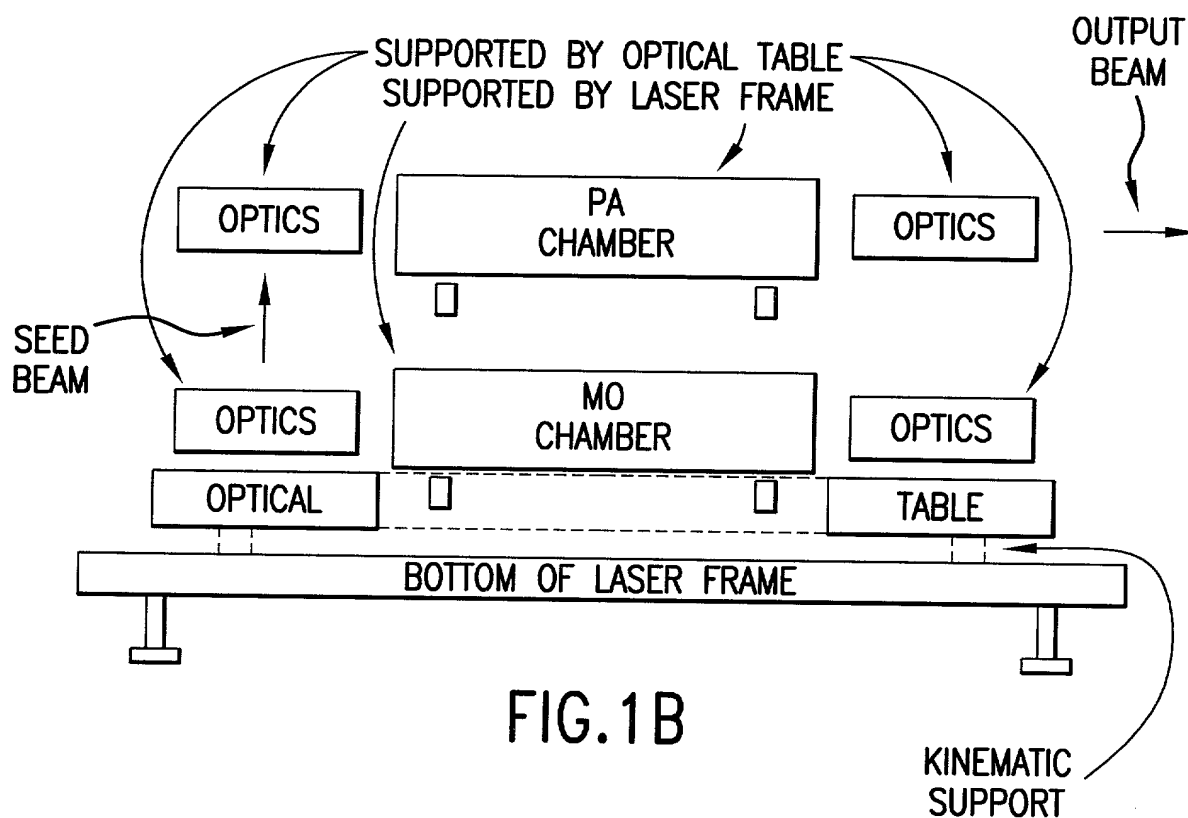 OUTPUT
BEAM
SUPPORTED BY OPTICAL TABLE
SUPPORTED BY LASER FRAME
OPTICS
PA
CHAMBER
OPTICS
SEED
BEAM
OPTICS
MO
CHAMBER
OPTICS
OPTICAL
TABLE
BOTTOM OF LASER FRAME
FIG.1B
KINEMATIC
SUPPORT